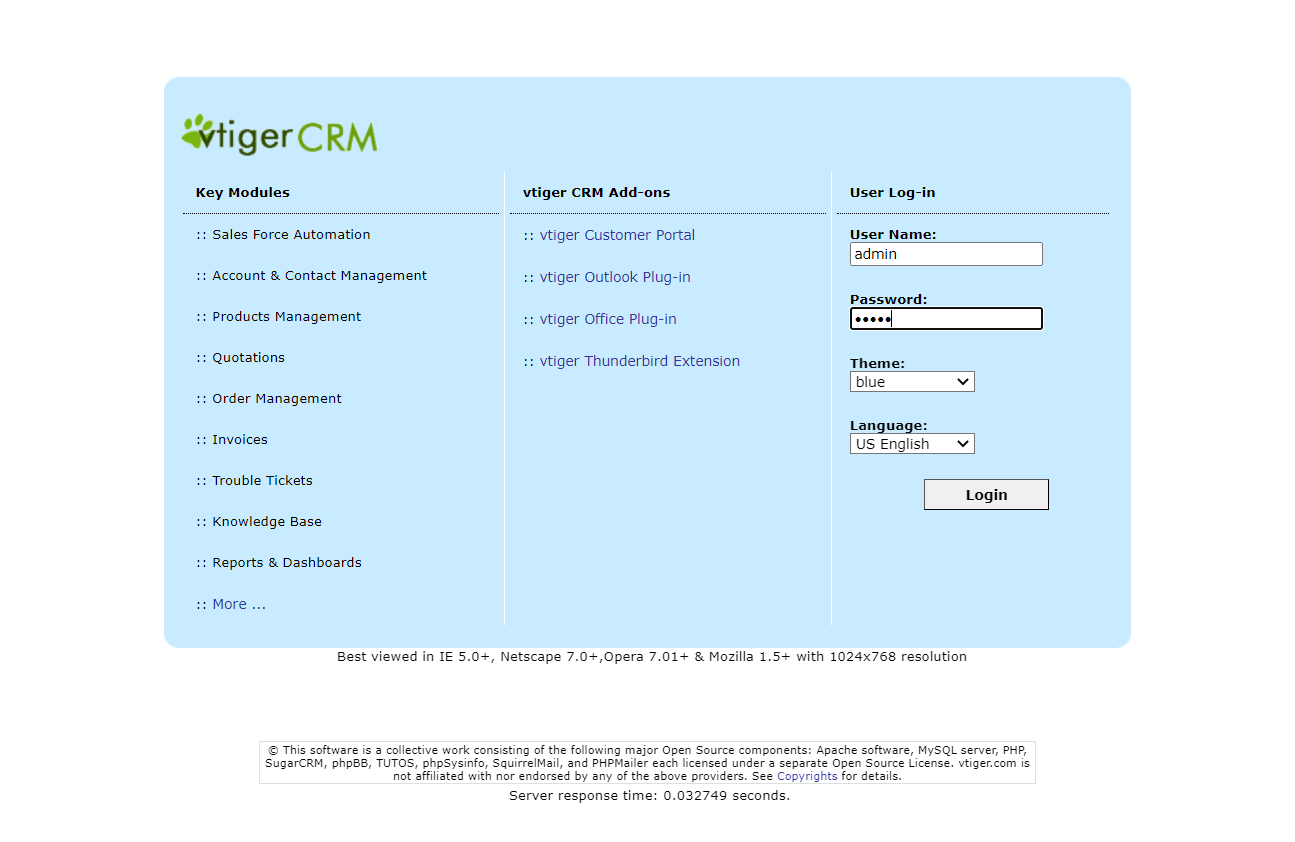 vtiger CRM
Key Modules
:: Sales Force Automation
:: Account & Contact Management
:: Products Management
:: Quotations
:: Order Management
:: Invoices
:: Trouble Tickets
:: Knowledge Base
:: Reports & Dashboards
:: More ...
vtiger CRM Add-ons
:: vtiger Customer Portal
:: vtiger Outlook Plug-in
:: vtiger Office Plug-in
:: vtiger Thunderbird Extension
User Log-in
User Name:
admin
Password:
•••••
Theme:
blue
Language:
US English
Login
Best viewed in IE 5.0+, Netscape 7.0+,Opera 7.01+ & Mozilla 1.5+ with 1024x768 resolution
© This software is a collective work consisting of the following major Open Source components: Apache software, MySQL server, PHP,
SugarCRM, phpBB, TUTOS, phpSysinfo, SquirrelMail, and PHPMailer each licensed under a separate Open Source License. vtiger.com is
not affiliated with nor endorsed by any of the above providers. See Copyrights for details.
Server response time: 0.032749 seconds.